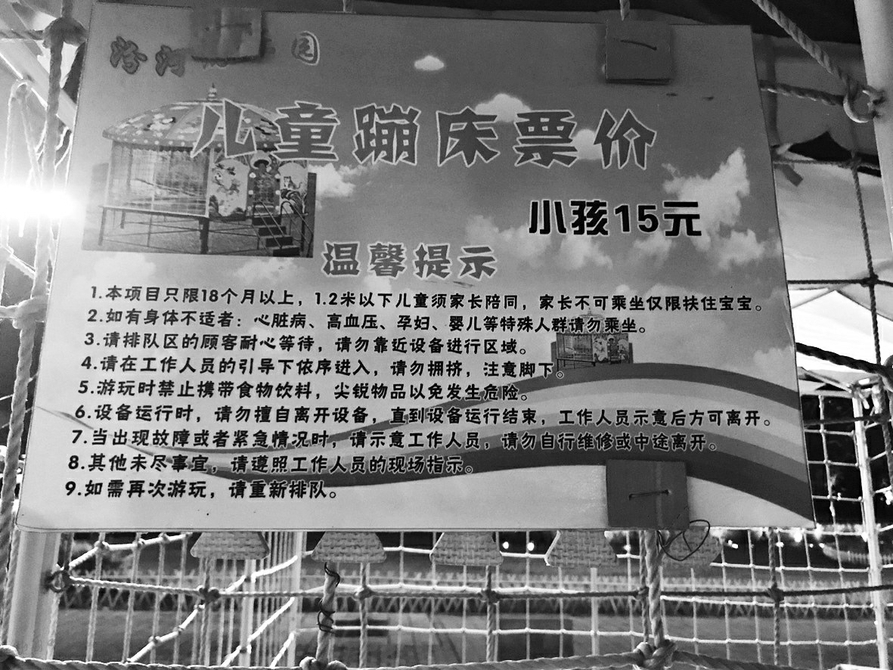 汾河 园
儿童蹦床票价
小孩15元
温馨提示
1.本项目只限18个月以上，1.2米以下儿童须家长陪同，家长不可乘坐仅限扶住宝宝。
2.如有身体不适者：心脏病、高血压、孕妇、婴儿等特殊人群请勿乘坐。
3.请排队区的顾客耐心等待，请勿靠近设备进行区域。
4.请在工作人员的引导下依序进入，请勿拥挤，注意脚下。
5.游玩时禁止携带食物饮料，尖锐物品以免发生危险。
6.设备运行时，请勿擅自离开设备，直到设备运行结束，工作人员示意后方可离开。
7.当出现故障或者紧急情况时，请示意工作人员，请勿自行维修或中途离开。
8.其他未尽事宜，请遵照工作人员的现场指示。
9.如需再次游玩，请重新排队。